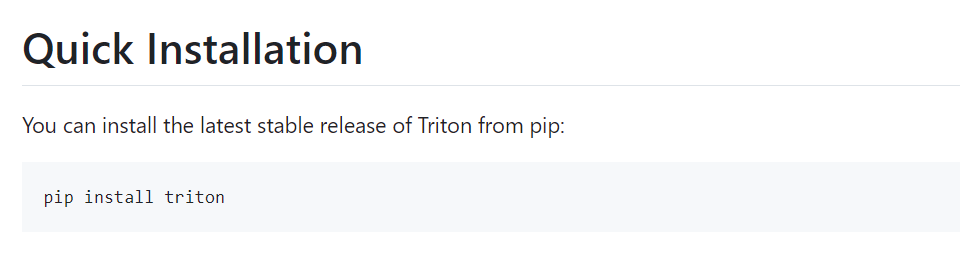 Quick Installation
You can install the latest stable release of Triton from pip:
pip install triton